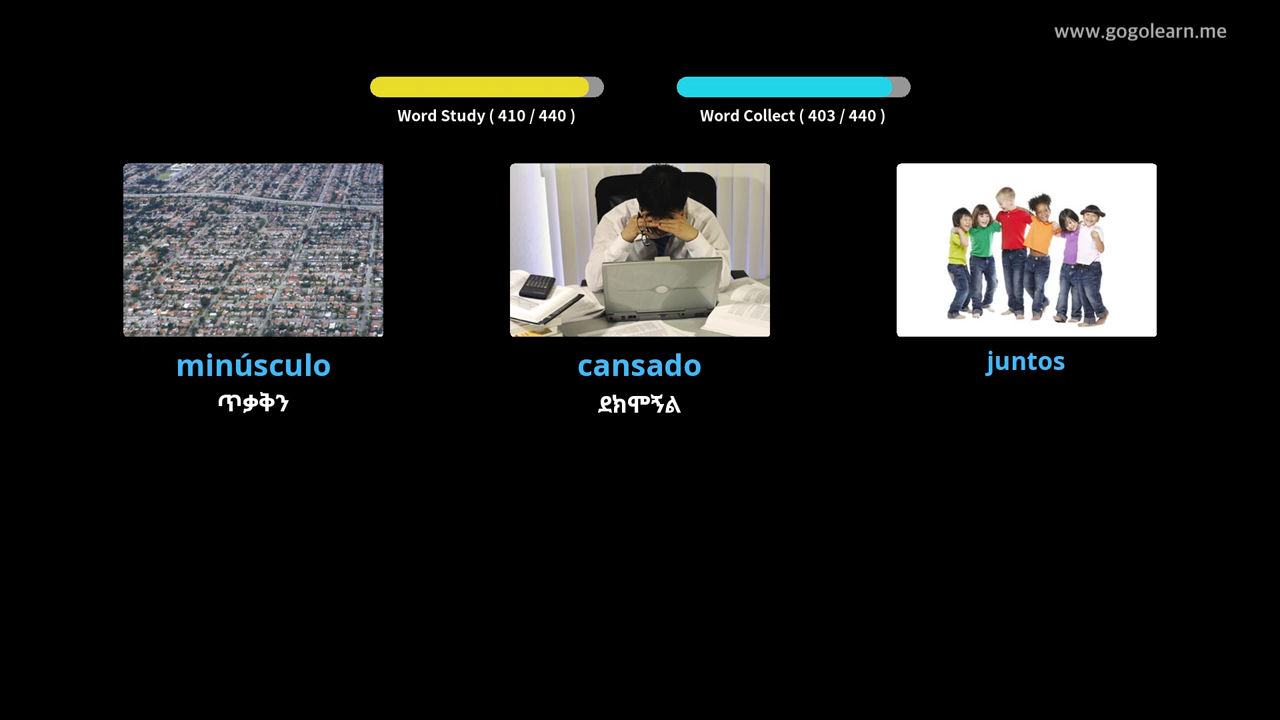 www.gogolearn.me
Word Study ( 410 / 440 )
Word Collect ( 403 / 440 )
minúsculo
cansado
juntos
ጥቃቅን
ደክሞኛል